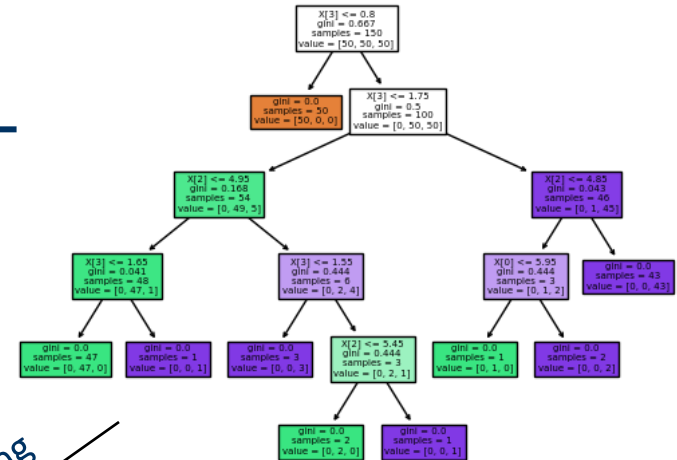 X[3] <= 0.8
gini = 0.667
samples = 150
value = [50, 50, 50]
gini = 0.0
samples = 50
value = [50, 0, 0]
X[3] <= 1.75
gini = 0.5
samples = 100
value = [0, 50, 50]
X[2] <= 4.95
gini = 0.168
samples = 54
value = [0, 49, 5]
X[2] <= 4.85
gini = 0.043
samples = 46
value = [0, 1, 45]
X[3] <= 1.65
gini = 0.041
samples = 48
value = [0, 47, 1]
X[3] <= 1.55
gini = 0.444
samples = 6
value = [0, 2, 4]
X[0] <= 5.95
gini = 0.444
samples = 3
value = [0, 1, 2]
gini = 0.0
samples = 43
value = [0, 0, 43]
gini = 0.0
samples = 47
value = [0, 47, 0]
gini = 0.0
samples = 1
value = [0, 0, 1]
gini = 0.0
samples = 3
value = [0, 0, 3]
X[2] <= 5.45
gini = 0.444
samples = 3
value = [0, 2, 1]
gini = 0.0
samples = 1
value = [0, 1, 0]
gini = 0.0
samples = 2
value = [0, 0, 2]
gini = 0.0
samples = 2
value = [0, 2, 0]
gini = 0.0
samples = 1
value = [0, 0, 1]